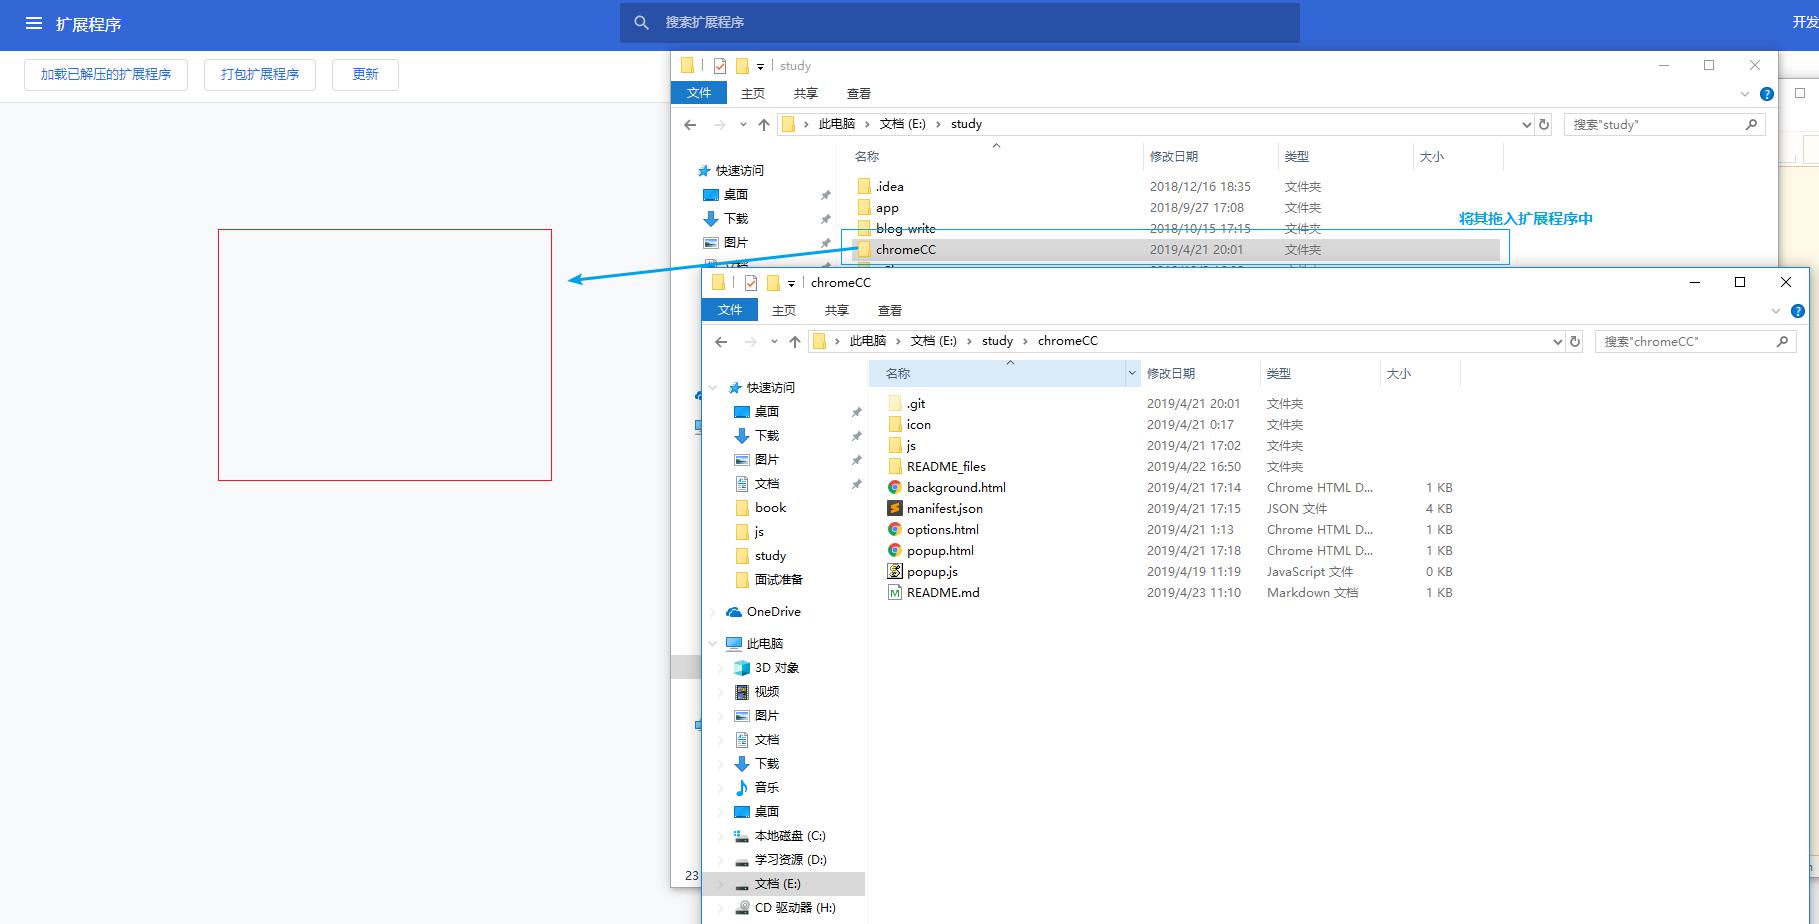 扩展程序
搜索扩展程序
开发
加载已解压的扩展程序
打包扩展程序
更新
study
文件
主页
共享
查看
此电脑 文档 (E:) study
搜索"study"
名称 修改日期 类型 大小
快速访问
桌面
下载
图片
.idea 2018/12/16 18:35 文件夹
app 2018/9/27 17:08 文件夹
blog-write 2018/10/15 17:15 文件夹
chromeCC 2019/4/21 20:01 文件夹
将其拖入扩展程序中
23
chromeCC
文件
主页
共享
查看
此电脑 文档 (E:) study chromeCC
搜索"chromeCC"
名称 修改日期 类型 大小
快速访问
桌面
下载
图片
文档
book
js
study
面试准备
OneDrive
此电脑
3D 对象
视频
图片
文档
下载
音乐
桌面
本地磁盘 (C:)
学习资源 (D:)
文档 (E:)
CD 驱动器 (H:)
.git 2019/4/21 20:01 文件夹
icon 2019/4/21 0:17 文件夹
js 2019/4/21 17:02 文件夹
README_files 2019/4/22 16:50 文件夹
background.html 2019/4/21 17:14 Chrome HTML D... 1 KB
manifest.json 2019/4/21 17:15 JSON 文件 4 KB
options.html 2019/4/21 1:13 Chrome HTML D... 1 KB
popup.html 2019/4/21 17:18 Chrome HTML D... 1 KB
popup.js 2019/4/19 11:19 JavaScript 文件 0 KB
README.md 2019/4/23 11:10 Markdown 文档 1 KB